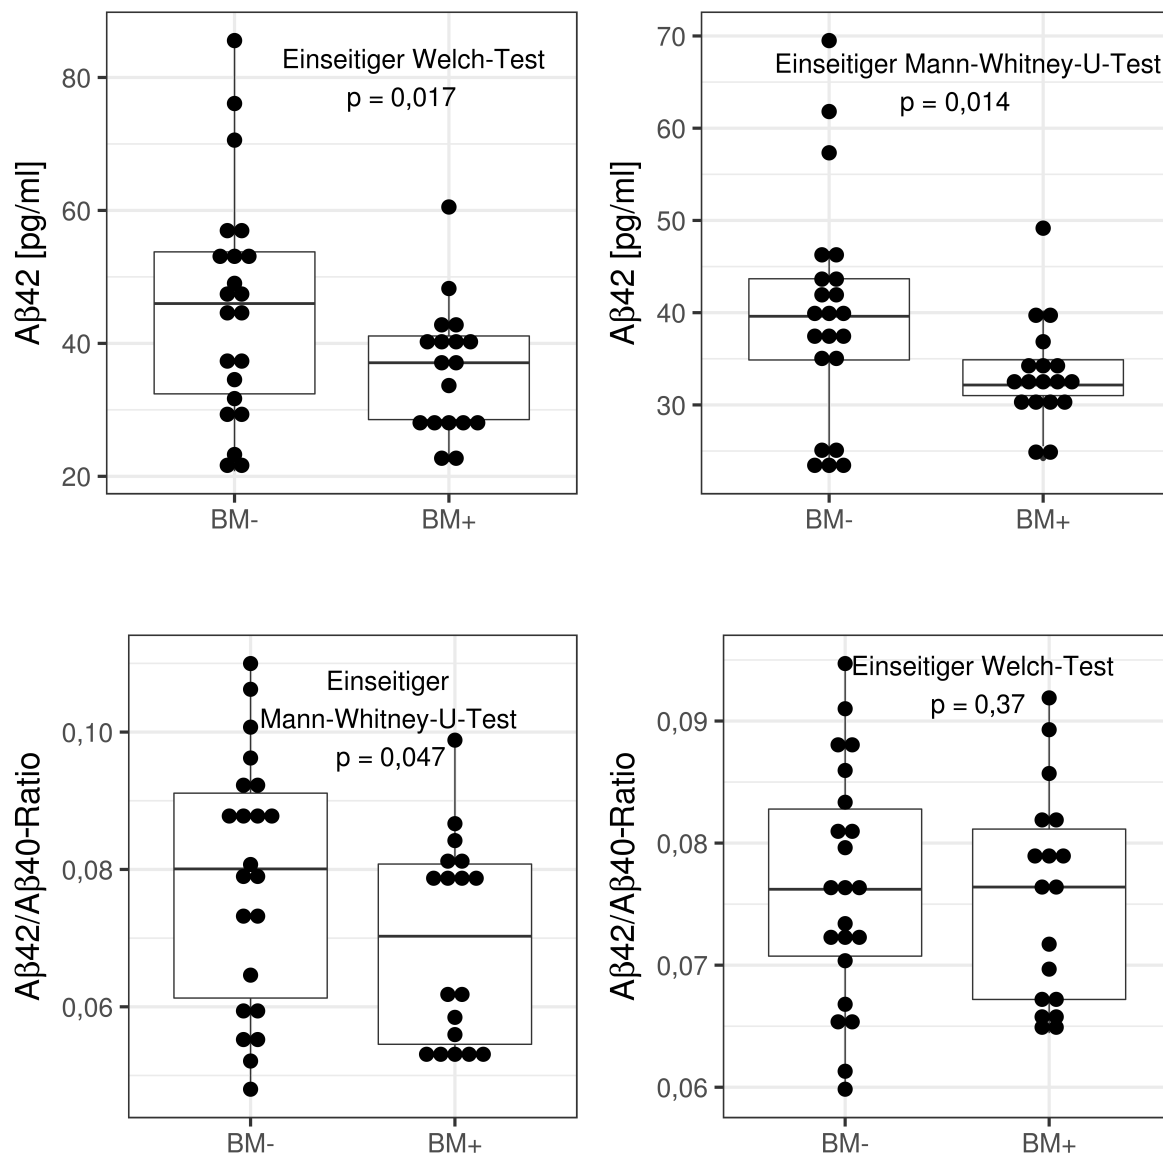 Aβ42 [pg/ml]
80
60
40
20
Einseitiger Welch-Test
p = 0,017
BM-
BM+
Aβ42 [pg/ml]
70
60
50
40
30
Einseitiger Mann-Whitney-U-Test
p = 0,014
BM-
BM+
Aβ42/Aβ40-Ratio
0,10
0,08
0,06
Einseitiger
Mann-Whitney-U-Test
p = 0,047
BM-
BM+
Aβ42/Aβ40-Ratio
0,09
0,08
0,07
0,06
Einseitiger Welch-Test
p = 0,37
BM-
BM+